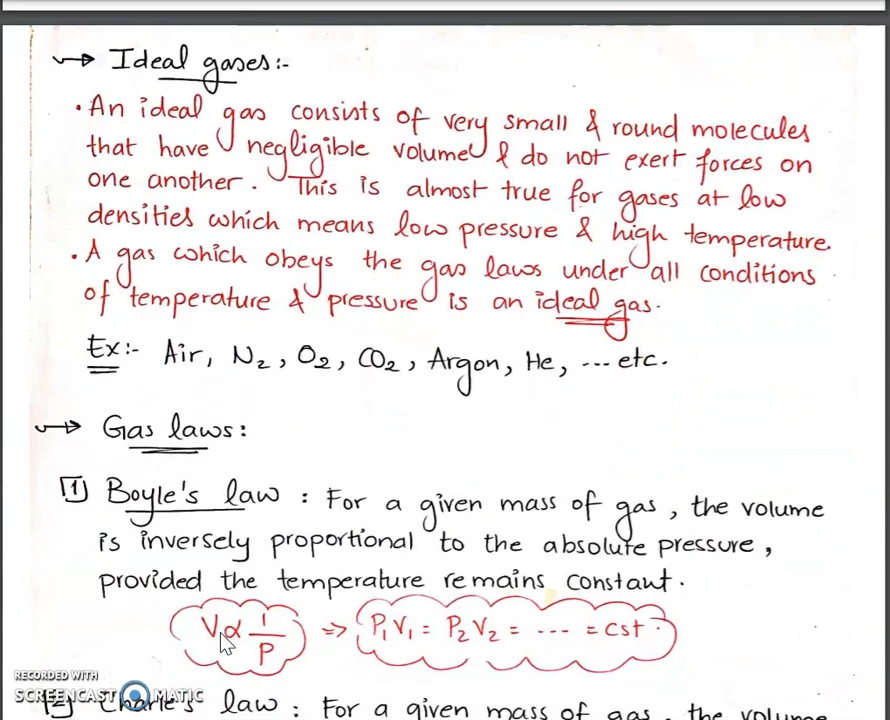 → Ideal gases:-
• An ideal gas consists of very small & round molecules
that have negligible volume & do not exert forces on
one another. This is almost true for gases at low
densities which means low pressure & high temperature.
• A gas which obeys the gas laws under all conditions
of temperature & pressure is an ideal gas.
Ex:- Air, N₂, O₂, CO₂, Argon, He, ... etc.
→ Gas laws:
[1] Boyle's law : For a given mass of gas, the volume
is inversely proportional to the absolute pressure,
provided the temperature remains constant.
V ∝ 1/P => P₁V₁ = P₂V₂ = ---- = cst.
RECORDED WITH
SCREENCAST MATIC
[2] Charle's law : For a given mass of gas, the volume